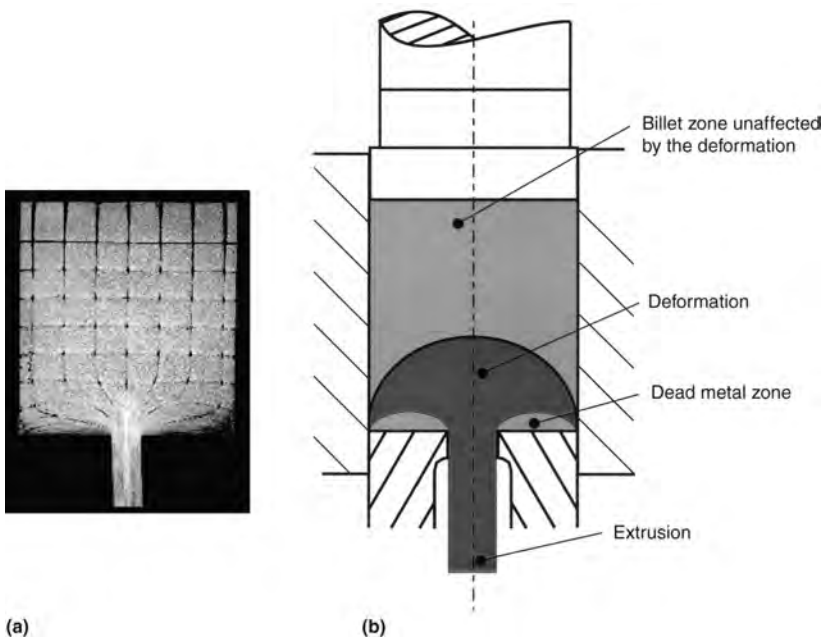 Billet zone unaffected
by the deformation
Deformation
Dead metal zone
Extrusion
(a)
(b)